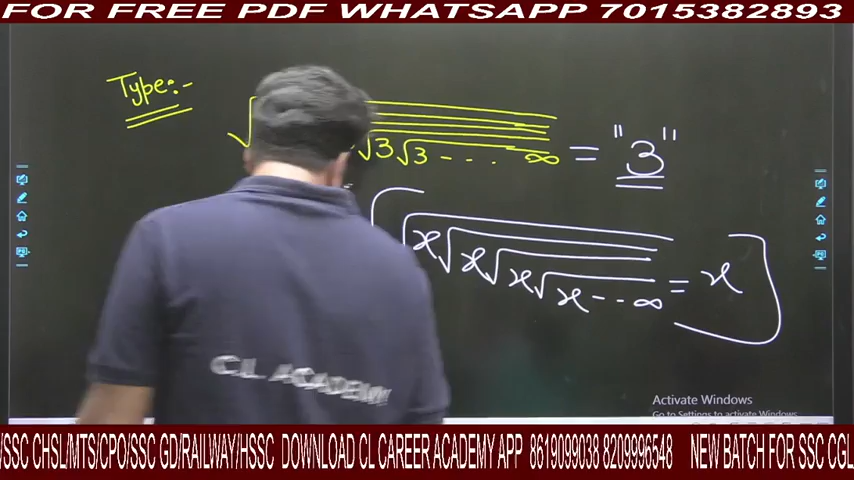 FOR FREE PDF WHATSAPP 7015382893
Type:-
√3√3 - - - . ∞ = "3"
√x√x√x√x - - ∞ = x
C.L. ACADEMY
Activate Windows
Go to Settings to activate Windows.
/SSC CHSL/MTS/CPO/SSC GD/RAILWAY/HSSC DOWNLOAD CL CAREER ACADEMY APP 8619099038 8209996548 NEW BATCH FOR SSC CGL